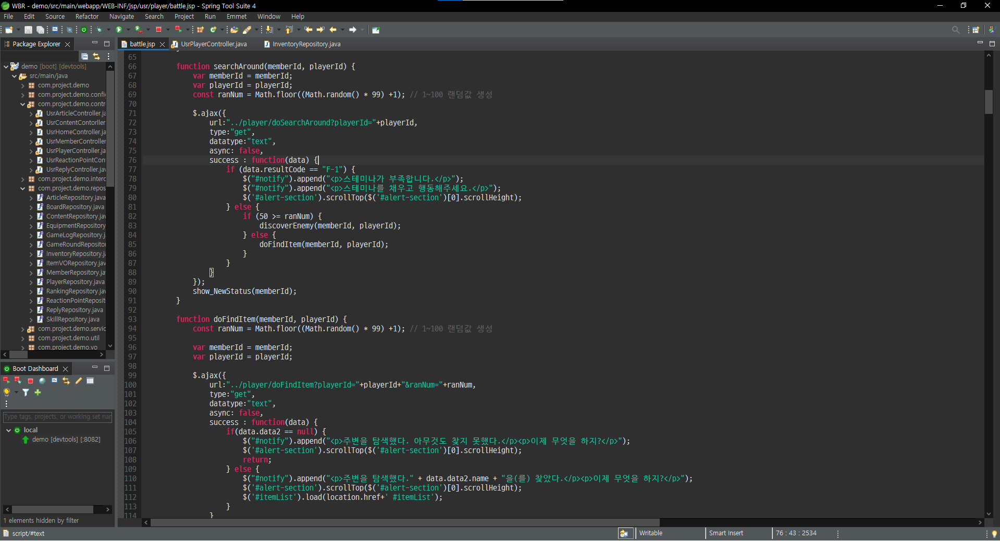 WBR - demo/src/main/webapp/WEB-INF/jsp/usr/player/battle.jsp - Spring Tool Suite 4
File Edit Source Refactor Navigate Search Project Run Emmet Window Help
Package Explorer
demo [boot] [devtools]
src/main/java
com.project.demo
com.project.demo.config
com.project.demo.contr
UsrArticleController.ja
UsrContentContorller
UsrHomeController.ja
UsrMemberController
UsrPlayerController.ja
UsrReactionPointCon
UsrReplyController.jav
com.project.demo.interc
com.project.demo.repos
ArticleRepository.java
BoardRepository.java
ContentRepository.jav
EquipmentRepository
GameLogRepository.j
GameRoundRepositor
InventoryRepository.ja
ItemVORepository.jav
MemberRepository.ja
PlayerRepository.java
RankingRepository.jav
ReactionPointReposit
ReplyRepository.java
SkillRepository.java
com.project.demo.servic
com.project.demo.util
com.project.demo.vo
Boot Dashboard
Type tags, projects, or working set nar
local
demo [devtools] [:8082]
1 elements hidden by filter
battle.jsp UsrPlayerController.java InventoryRepository.java
65
66 function searchAround(memberId, playerId) {
67 var memberId = memberId;
68 var playerId = playerId;
69 const ranNum = Math.floor((Math.random() * 99) +1); // 1~100 랜덤값 생성
70
71 $.ajax({
72 url:"../player/doSearchAround?playerId="+playerId,
73 type:"get",
74 datatype:"text",
75 async: false,
76 success : function(data) {
77 if (data.resultCode == "F-1") {
78 $("#notify").append("<p>스테미나가 부족합니다.</p>");
79 $("#notify").append("<p>스테미나를 채우고 행동해주세요.</p>");
80 $('#alert-section').scrollTop($('#alert-section')[0].scrollHeight);
81 } else {
82 if (50 >= ranNum) {
83 discoverEnemy(memberId, playerId);
84 } else {
85 doFindItem(memberId, playerId);
86 }
87 }
88 }
89 });
90 show_NewStatus(memberId);
91 }
92
93 function doFindItem(memberId, playerId) {
94 const ranNum = Math.floor((Math.random() * 99) +1); // 1~100 랜덤값 생성
95
96 var memberId = memberId;
97 var playerId = playerId;
98
99 $.ajax({
100 url:"../player/doFindItem?playerId="+playerId+"&ranNum="+ranNum,
101 type:"get",
102 datatype:"text",
103 async: false,
104 success : function(data) {
105 if(data.data2 == null) {
106 $("#notify").append("<p>주변을 탐색했다. 아무것도 찾지 못했다.</p><p>이제 무엇을 하지?</p>");
107 $('#alert-section').scrollTop($('#alert-section')[0].scrollHeight);
108 return;
109 } else {
110 $("#notify").append("<p>주변을 탐색했다." + data.data2.name + "을(를) 찾았다.</p><p>이제 무엇을 하지?</p>");
111 $('#alert-section').scrollTop($('#alert-section')[0].scrollHeight);
112 $('#itemList').load(location.href+' #itemList');
113 }
114 }
script/#text
Writable
Smart Insert
76 : 43 : 2534